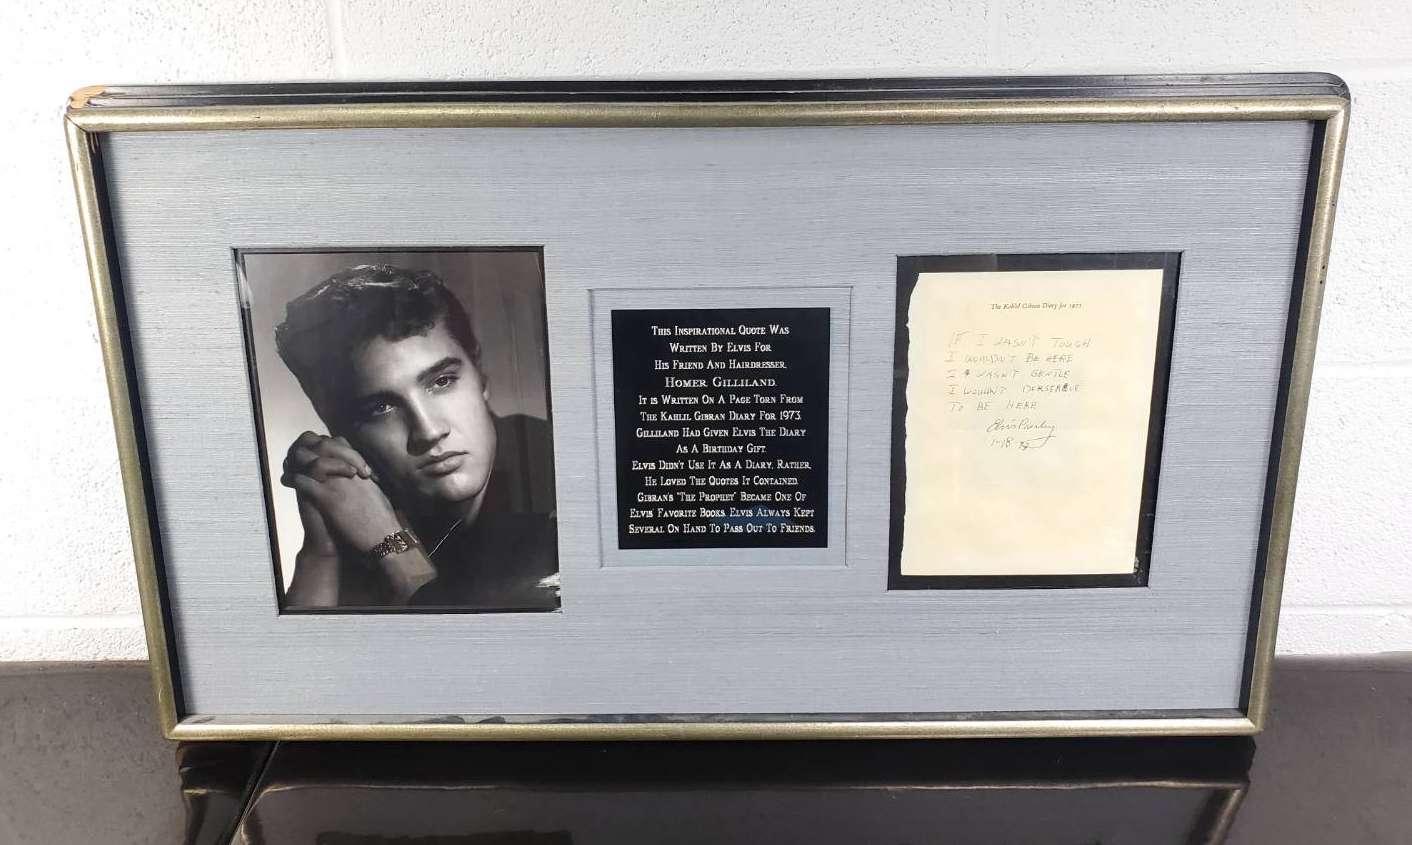 This Inspirational Quote Was
Written By Elvis For
His Friend And Hairdresser,
Homer Gilliland.
It is Written On A Page Torn From
The Kahlil Gibran Diary For 1973.
Gilliland Had Given Elvis The Diary
As A Birthday Gift.
Elvis Didn't Use It As A Diary, Rather,
He Loved The Quotes It Contained.
Gibran's 'The Prophet' Became One Of
Elvis' Favorite Books. Elvis Always Kept
Several On Hand To Pass Out To Friends.
The Kahlil Gibran Diary for 1973
IF I WASN'T TOUGH
I WOULDN'T BE HERE
I WASN'T GENTLE
I
TO BE HERE
Elvis Presley